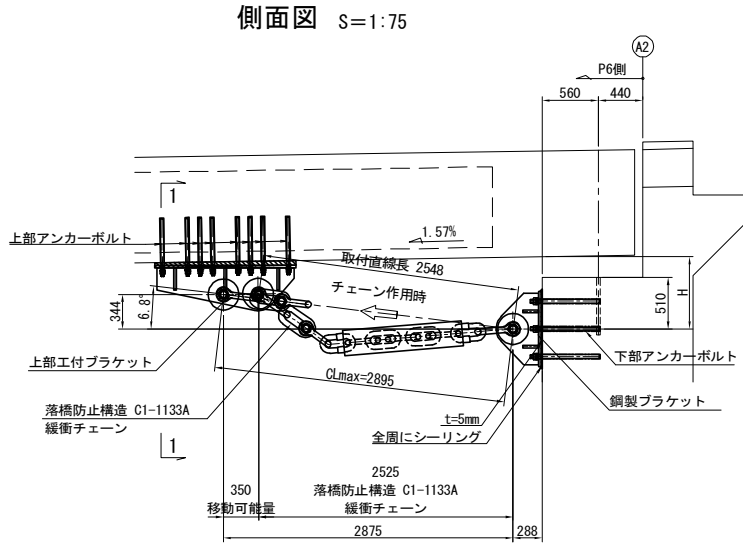 側面図 S=1:75
A2
P6側
560
440
1
上部アンカーボルト
1.57%
取付直線長 2548
チェーン作用時
344
6.8°
510
H
上部工付ブラケット
下部アンカーボルト
CLmax=2895
落橋防止構造 C1-1133A
緩衝チェーン
t=5mm
鋼製ブラケット
全周にシーリング
1
2525
350
落橋防止構造 C1-1133A
移動可能量
緩衝チェーン
2875
288